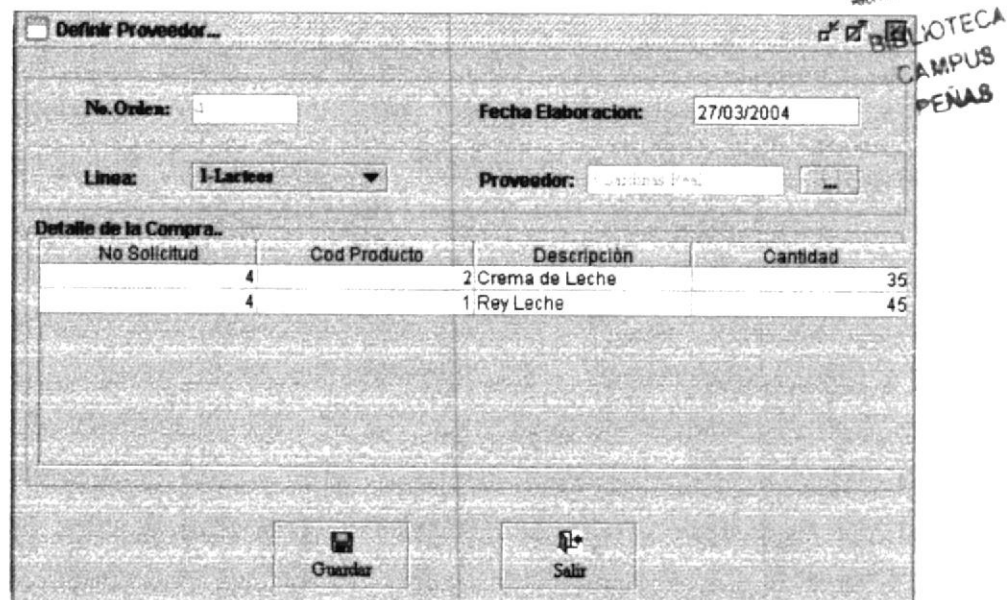 Definir Proveedor...
BIBLIOTECA
CAMPUS
PEÑAS
No.Orden: 4 Fecha Elaboracion: 27/03/2004
Linea: 1-Lacteos Proveedor: ...
Detalle de la Compra..
No Solicitud Cod Producto Descripción Cantidad
4 2 Crema de Leche 35
4 1 Rey Leche 45
Guardar Salir